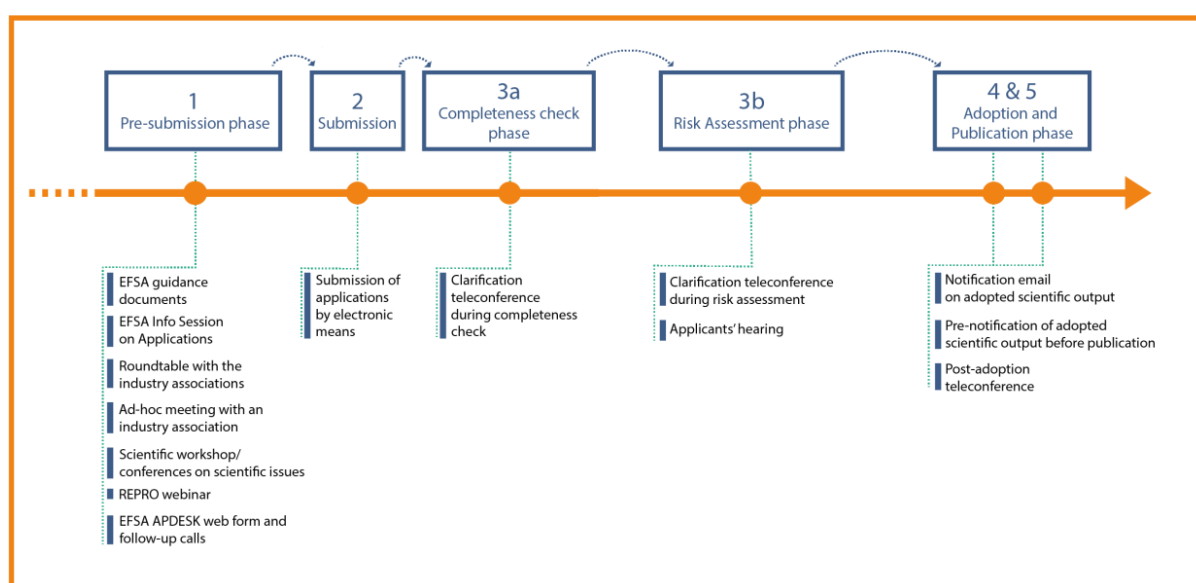 1
Pre-submission phase
2
Submission
3a
Completeness check
phase
3b
Risk Assessment phase
4 & 5
Adoption and
Publication phase
EFSA guidance
documents
EFSA Info Session
on Applications
Roundtable with the
industry associations
Ad-hoc meeting with an
industry association
Scientific workshop/
conferences on scientific issues
REPRO webinar
EFSA APDESK web form and
follow-up calls
Submission of
applications
by electronic
means
Clarification
teleconference
during completeness
check
Clarification teleconference
during risk assessment
Applicants' hearing
Notification email
on adopted scientific output
Pre-notification of adopted
scientific output before publication
Post-adoption
teleconference